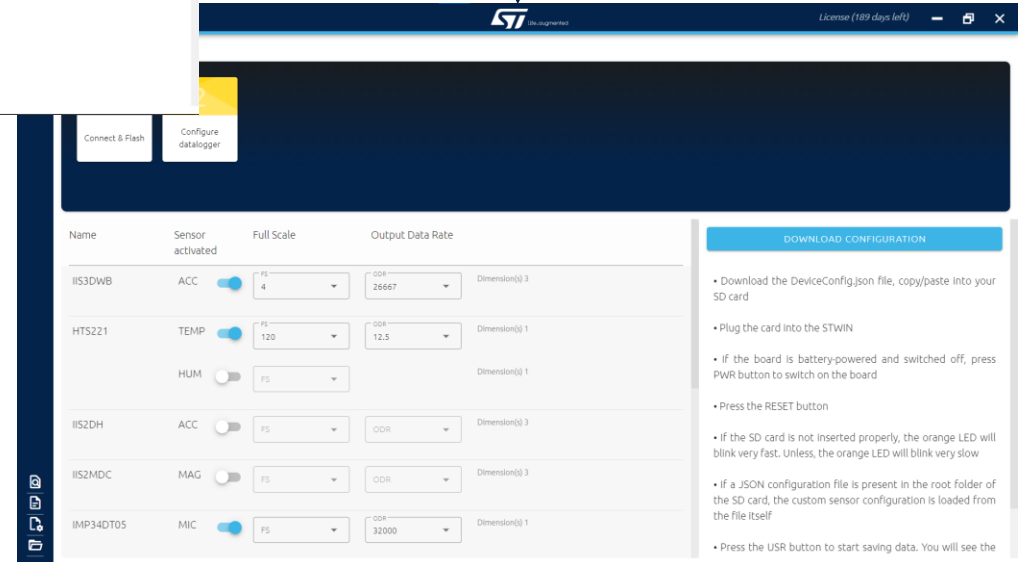 ST life.augmented
License (189 days left)
2
Connect & Flash
Configure
datalogger
Name
Sensor
activated
Full Scale
Output Data Rate
IIS3DWB
ACC
FS
4
ODR
26667
Dimension(s) 3
HTS221
TEMP
FS
120
ODR
12.5
Dimension(s) 1
HUM
FS
Dimension(s) 1
IIS2DH
ACC
FS
ODR
Dimension(s) 3
IIS2MDC
MAG
FS
ODR
Dimension(s) 3
IMP34DT05
MIC
FS
ODR
32000
Dimension(s) 1
DOWNLOAD CONFIGURATION
• Download the DeviceConfig.json file, copy/paste into your
SD card
• Plug the card into the STWIN
• If the board is battery-powered and switched off, press
PWR button to switch on the board
• Press the RESET button
• If the SD card is not inserted properly, the orange LED will
blink very fast. Unless, the orange LED will blink very slow
• If a JSON configuration file is present in the root folder of
the SD card, the custom sensor configuration is loaded from
the file itself
• Press the USR button to start saving data. You will see the